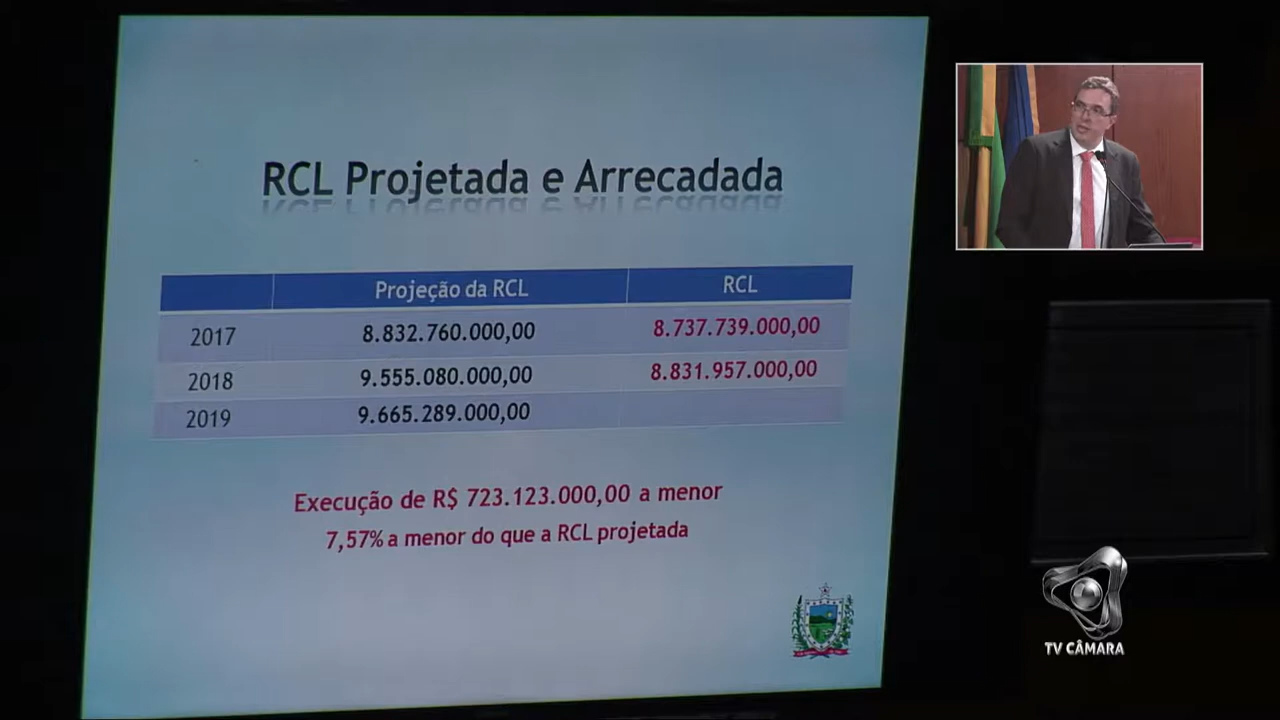 RCL Projetada e Arrecadada
Projeção da RCL RCL
2017 8.832.760.000,00 8.737.739.000,00
2018 9.555.080.000,00 8.831.957.000,00
2019 9.665.289.000,00
Execução de R$ 723.123.000,00 a menor
7,57% a menor do que a RCL projetada
TV CÂMARA